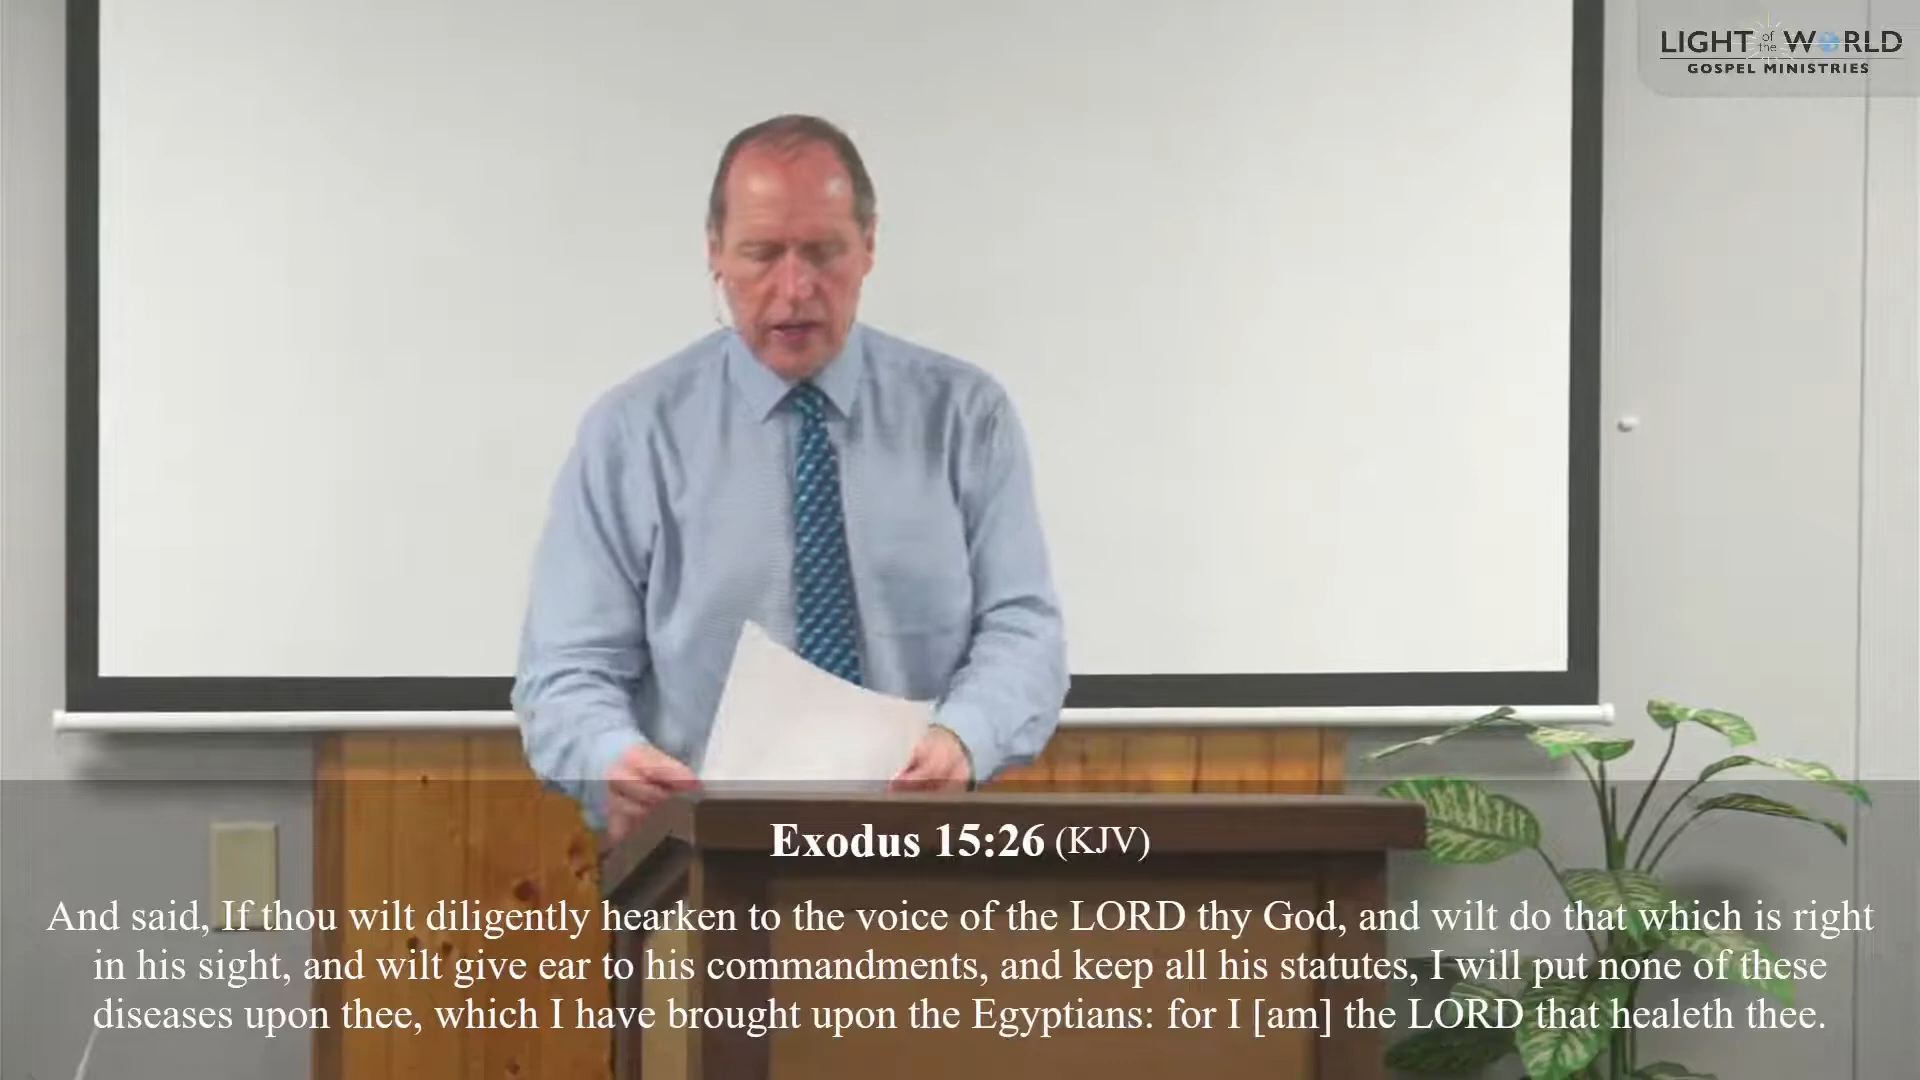 LIGHT of the WORLD
GOSPEL MINISTRIES
Exodus 15:26 (KJV)
And said, If thou wilt diligently hearken to the voice of the LORD thy God, and wilt do that which is right
in his sight, and wilt give ear to his commandments, and keep all his statutes, I will put none of these
diseases upon thee, which I have brought upon the Egyptians: for I [am] the LORD that healeth thee.